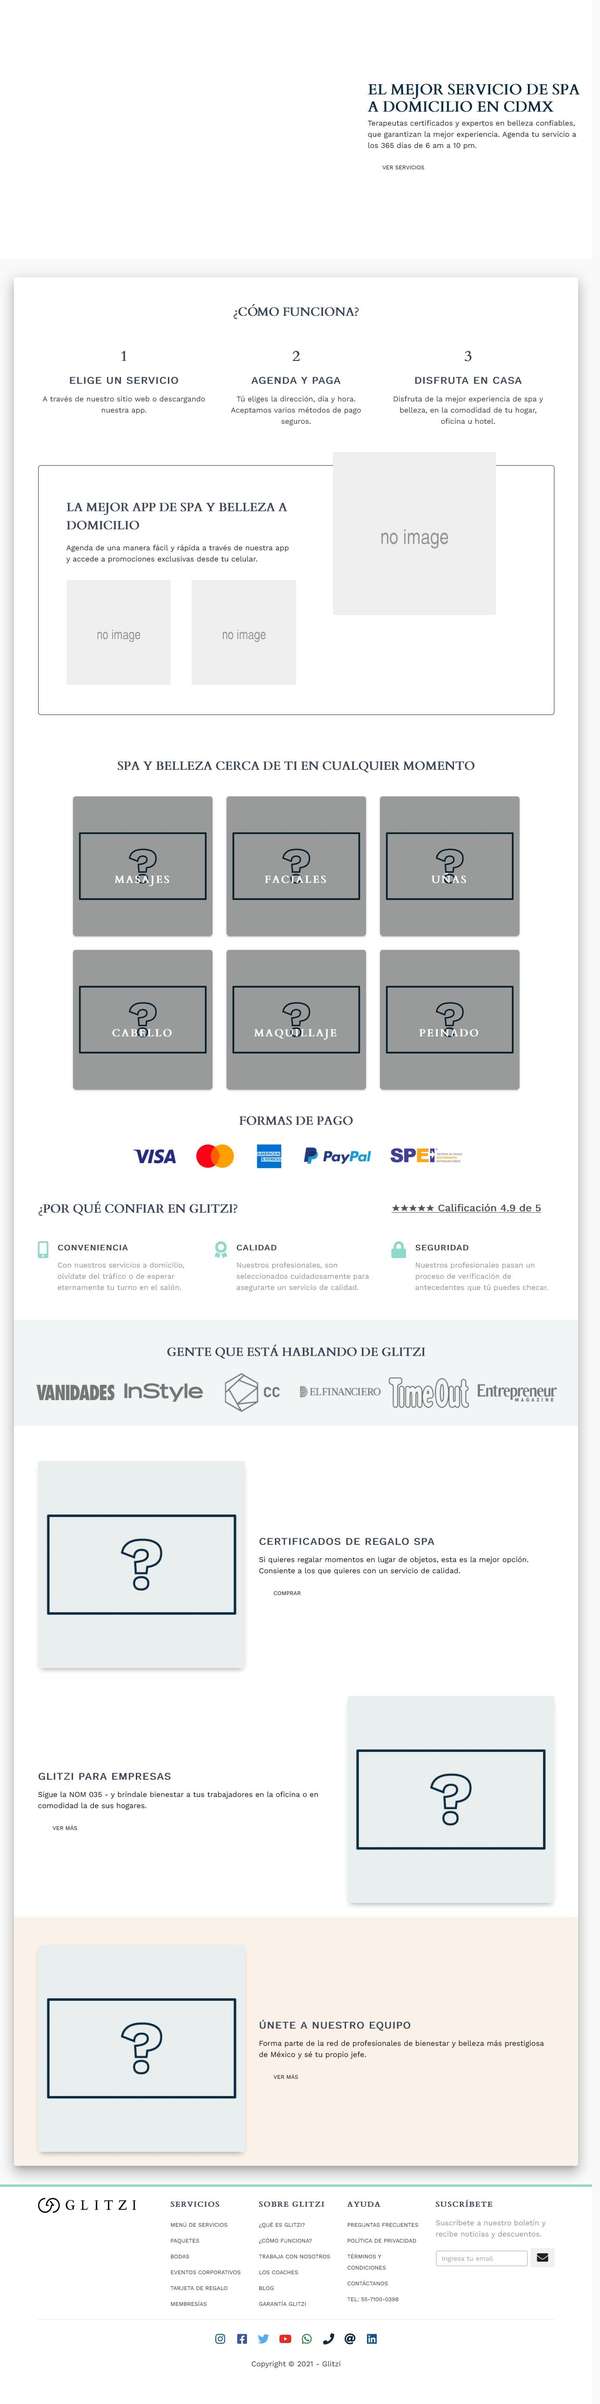 EL MEJOR SERVICIO DE SPA
A DOMICILIO EN CDMX
Terapeutas certificados y expertos en belleza confiables,
que garantizan la mejor experiencia. Agenda tu servicio a
los 365 días de 6 am a 10 pm.
VER SERVICIOS
¿CÓMO FUNCIONA?
1
ELIGE UN SERVICIO
A través de nuestro sitio web o descargando
nuestra app.
2
AGENDA Y PAGA
Tú eliges la dirección, día y hora.
Aceptamos varios métodos de pago
seguros.
3
DISFRUTA EN CASA
Disfruta de la mejor experiencia de spa y
belleza, en la comodidad de tu hogar,
oficina u hotel.
LA MEJOR APP DE SPA Y BELLEZA A
DOMICILIO
Agenda de una manera fácil y rápida a través de nuestra app
y accede a promociones exclusivas desde tu celular.
no image
no image
no image
SPA Y BELLEZA CERCA DE TI EN CUALQUIER MOMENTO
MASAJES
FACIALES
UÑAS
CABELLO
MAQUILLAJE
PEINADO
FORMAS DE PAGO
VISA
AMERICAN EXPRESS
PayPal
SPEI
¿POR QUÉ CONFIAR EN GLITZI?
★★★★★ Calificación 4.9 de 5
CONVENIENCIA
Con nuestros servicios a domicilio,
olvídate del tráfico o de esperar
eternamente tu turno en el salón.
CALIDAD
Nuestros profesionales, son
seleccionados cuidadosamente para
asegurarte un servicio de calidad.
SEGURIDAD
Nuestros profesionales pasan un
proceso de verificación de
antecedentes que tú puedes checar.
GENTE QUE ESTÁ HABLANDO DE GLITZI
VANIDADES
InStyle
CC
EL FINANCIERO
TimeOut
Entrepreneur
MAGAZINE
CERTIFICADOS DE REGALO SPA
Si quieres regalar momentos en lugar de objetos, esta es la mejor opción.
Consiente a los que quieres con un servicio de calidad.
COMPRAR
GLITZI PARA EMPRESAS
Sigue la NOM 035 - y bríndale bienestar a tus trabajadores en la oficina o en
comodidad la de sus hogares.
VER MÁS
ÚNETE A NUESTRO EQUIPO
Forma parte de la red de profesionales de bienestar y belleza más prestigiosa
de México y sé tu propio jefe.
VER MÁS
GLITZI
SERVICIOS
MENÚ DE SERVICIOS
PAQUETES
BODAS
EVENTOS CORPORATIVOS
TARJETA DE REGALO
MEMBRESÍAS
SOBRE GLITZI
¿QUÉ ES GLITZI?
¿CÓMO FUNCIONA?
TRABAJA CON NOSOTROS
LOS COACHES
BLOG
GARANTÍA GLITZI
AYUDA
PREGUNTAS FRECUENTES
POLÍTICA DE PRIVACIDAD
TÉRMINOS Y
CONDICIONES
CONTÁCTANOS
TEL: 55-7100-0398
SUSCRÍBETE
Suscríbete a nuestro boletín y
recibe noticias y descuentos.
Ingresa tu email
Copyright © 2021 - Glitzi